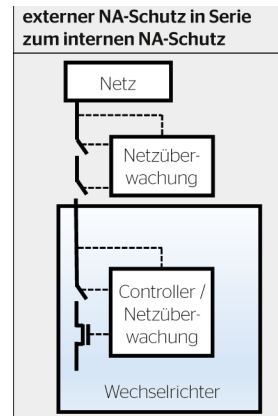 externer NA-Schutz in Serie
zum internen NA-Schutz
Netz
Netzüber-
wachung
Controller /
Netzüber-
wachung
Wechselrichter